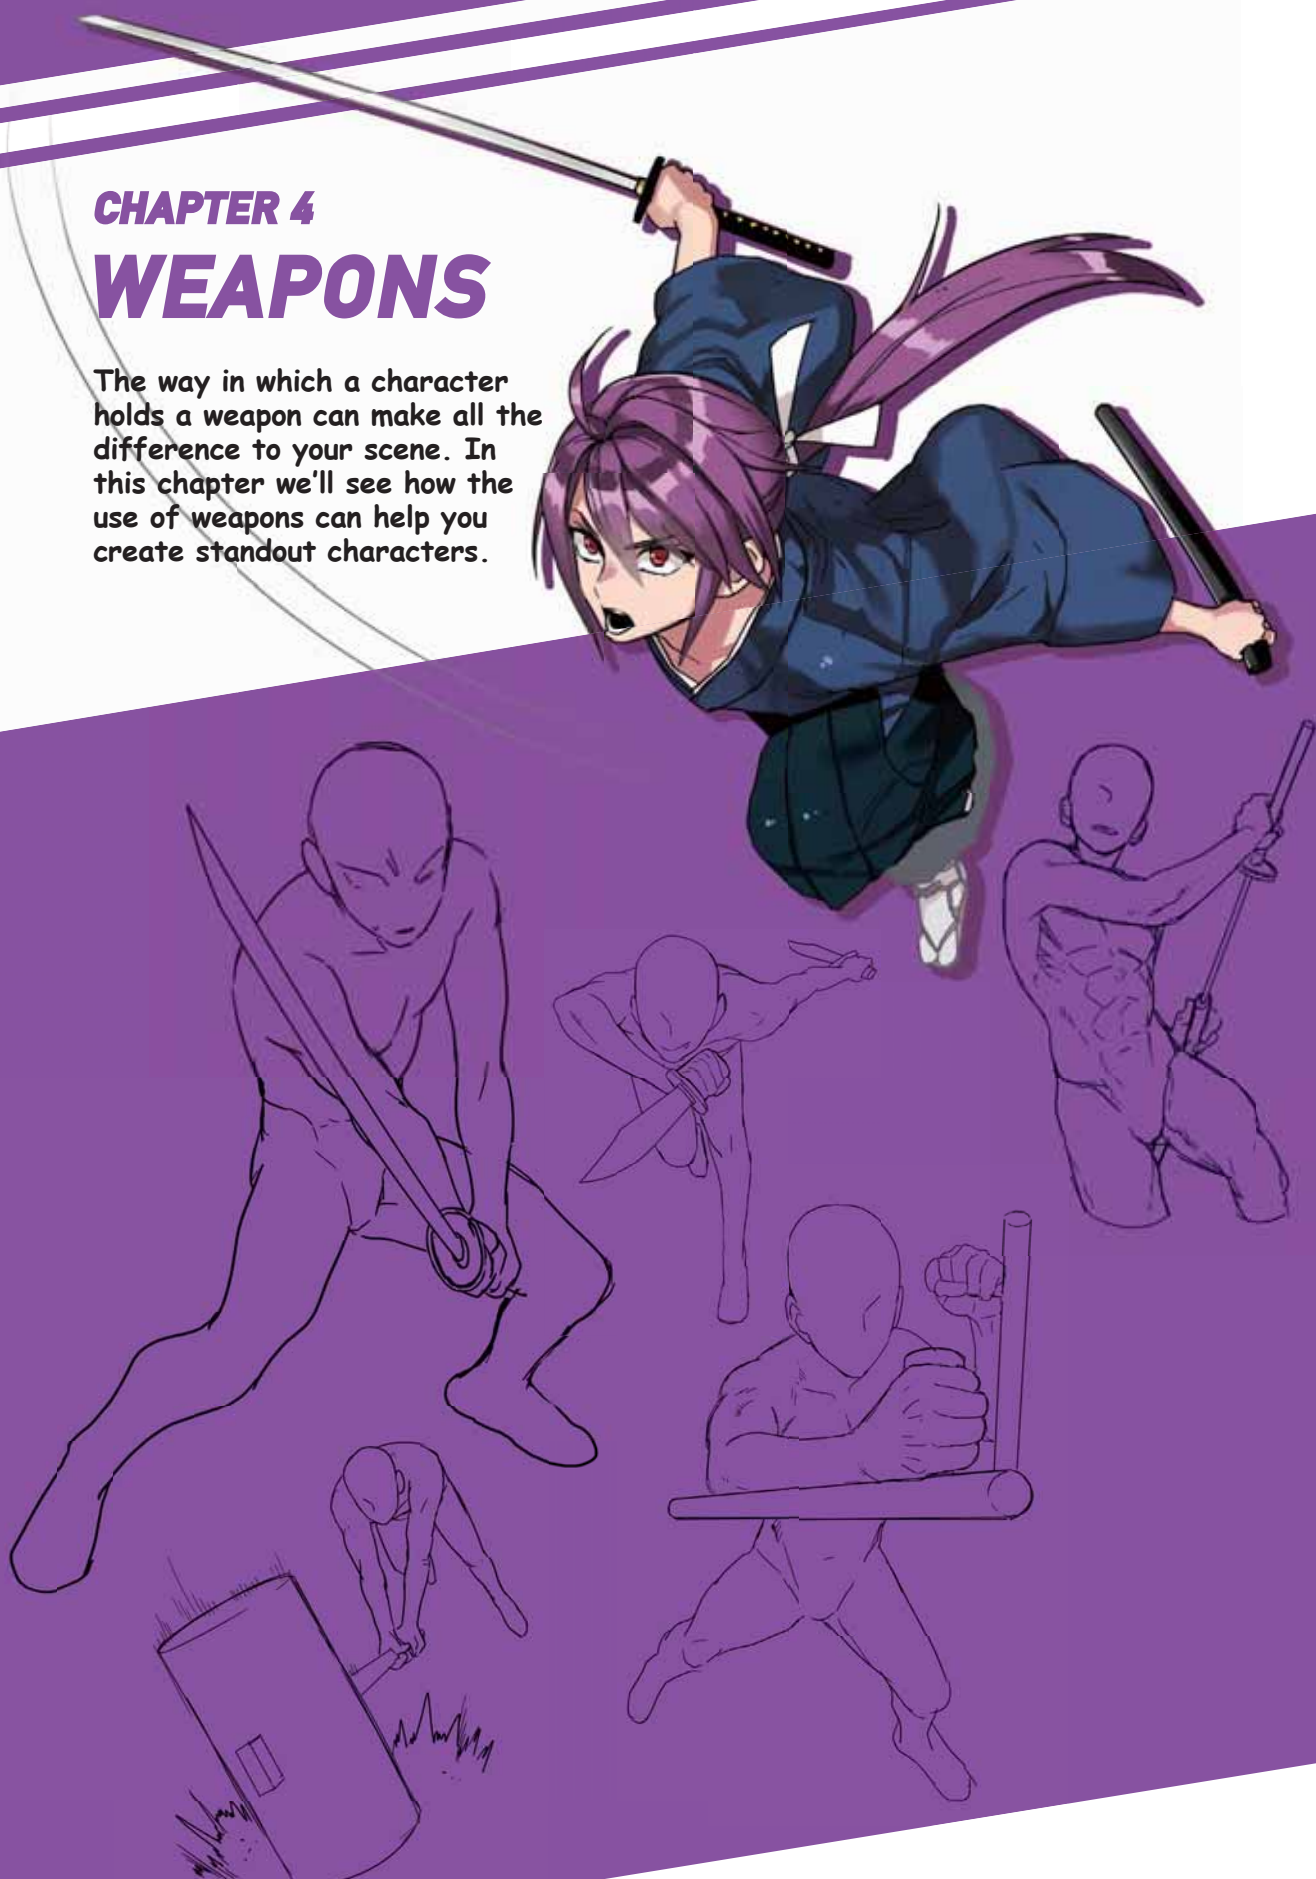 CHAPTER 4
WEAPONS
The way in which a character
holds a weapon can make all the
difference to your scene. In
this chapter we'll see how the
use of weapons can help you
create standout characters.